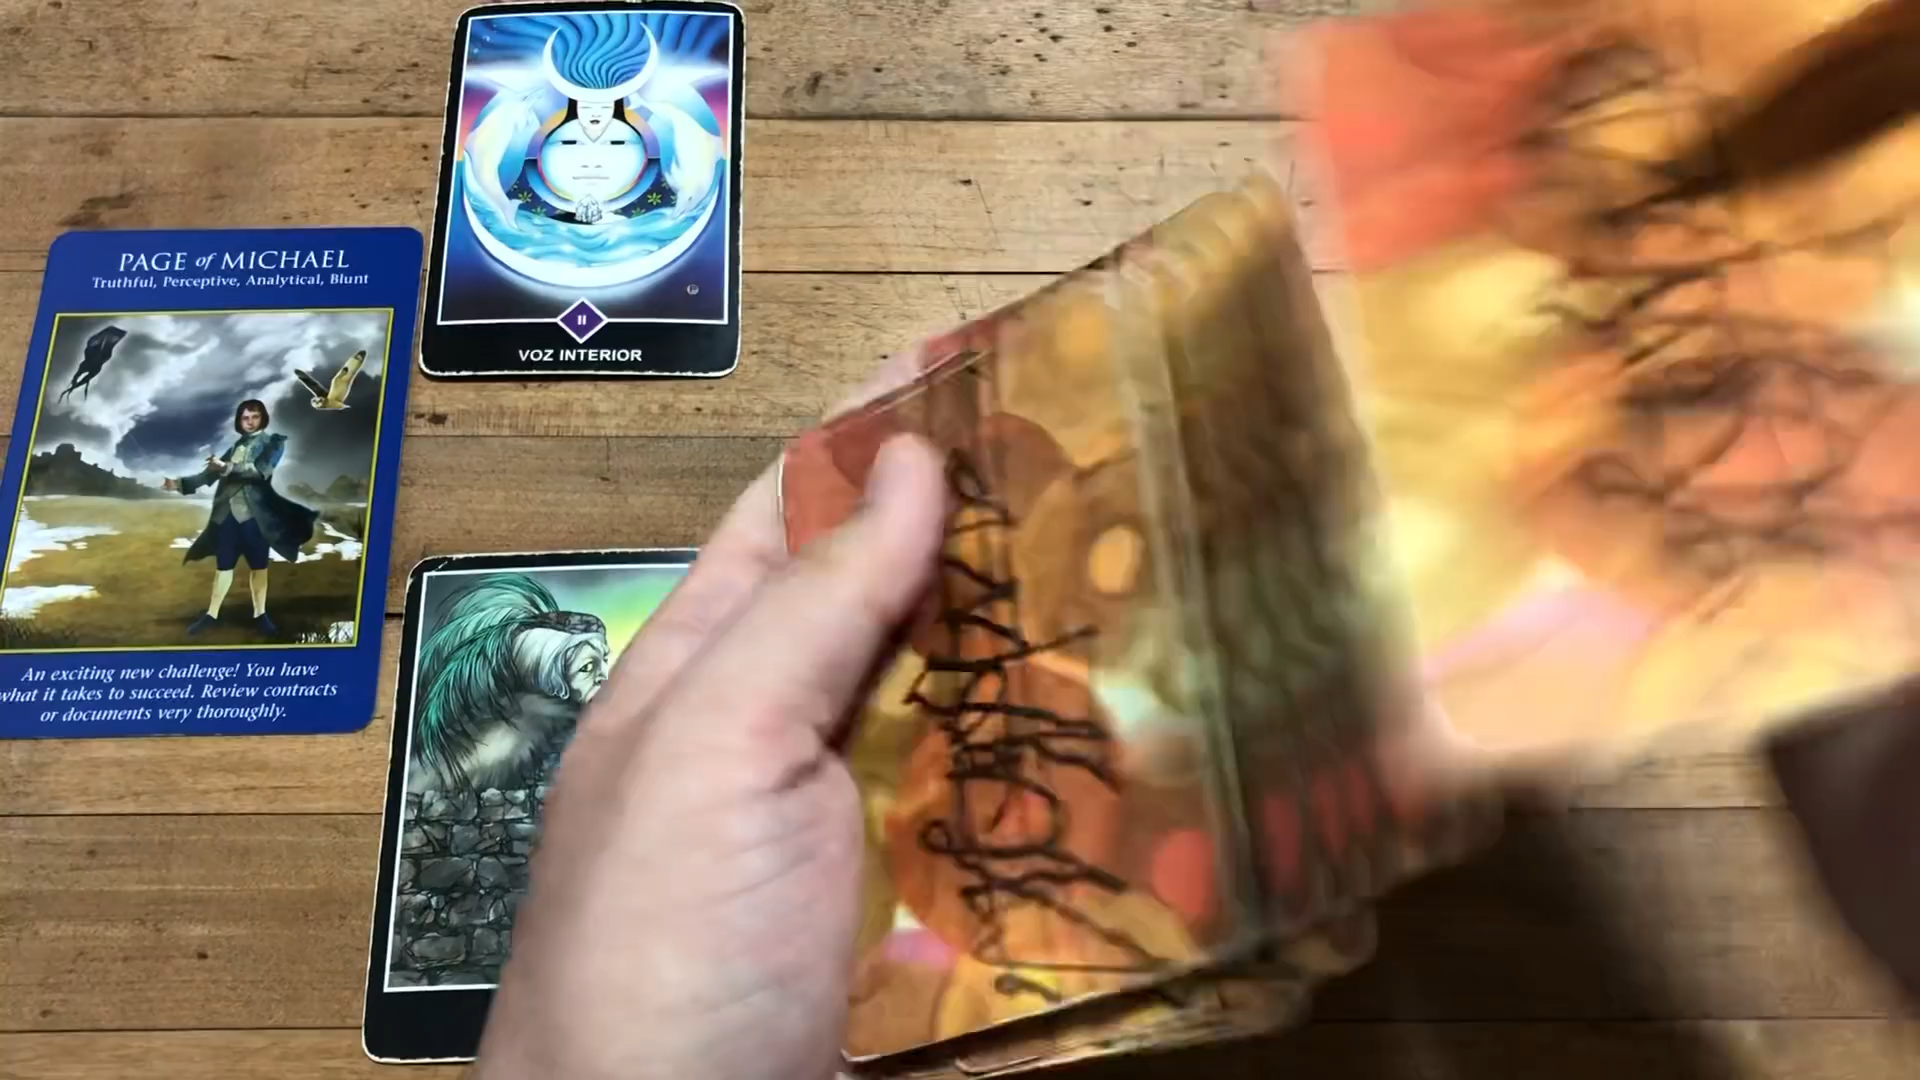 PAGE of MICHAEL
Truthful, Perceptive, Analytical, Blunt
An exciting new challenge! You have
what it takes to succeed. Review contracts
or documents very thoroughly.
II
VOZ INTERIOR